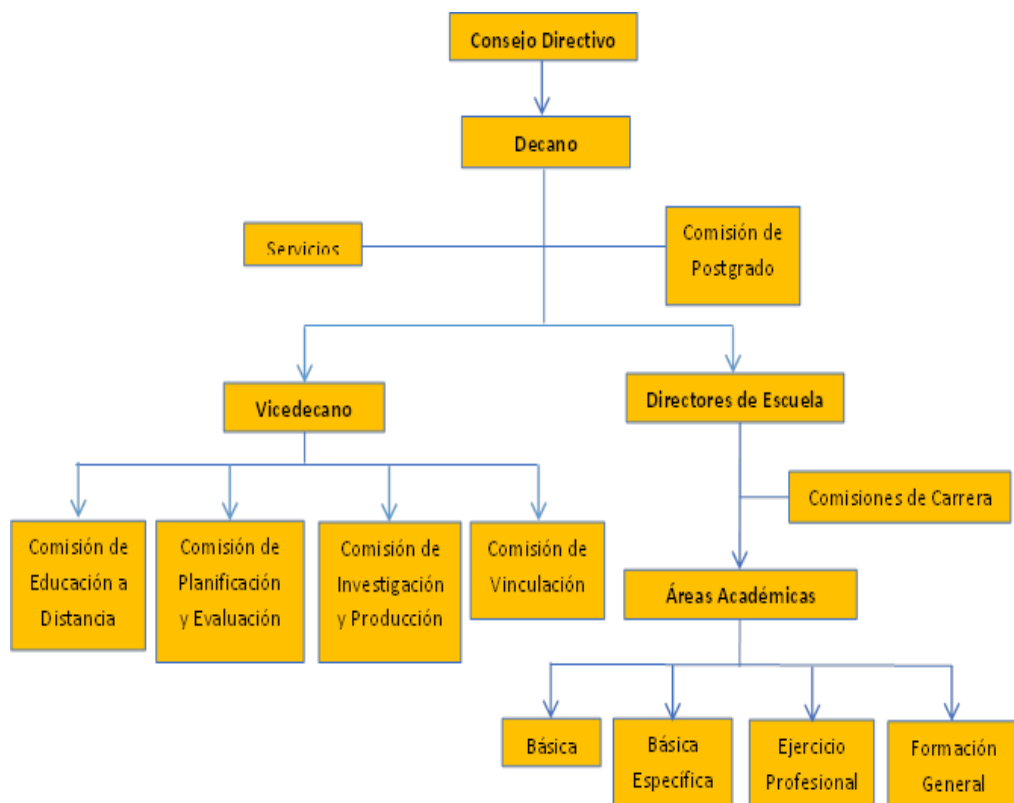 Consejo Directivo
Decano
Servicios
Comisión de
Postgrado
Vicedecano
Directores de Escuela
Comisiones de Carrera
Comisión de
Educación a
Distancia
Comisión de
Planificación
y Evaluación
Comisión de
Investigación
y Producción
Comisión de
Vinculación
Áreas Académicas
Básica
Básica
Específica
Ejercicio
Profesional
Formación
General